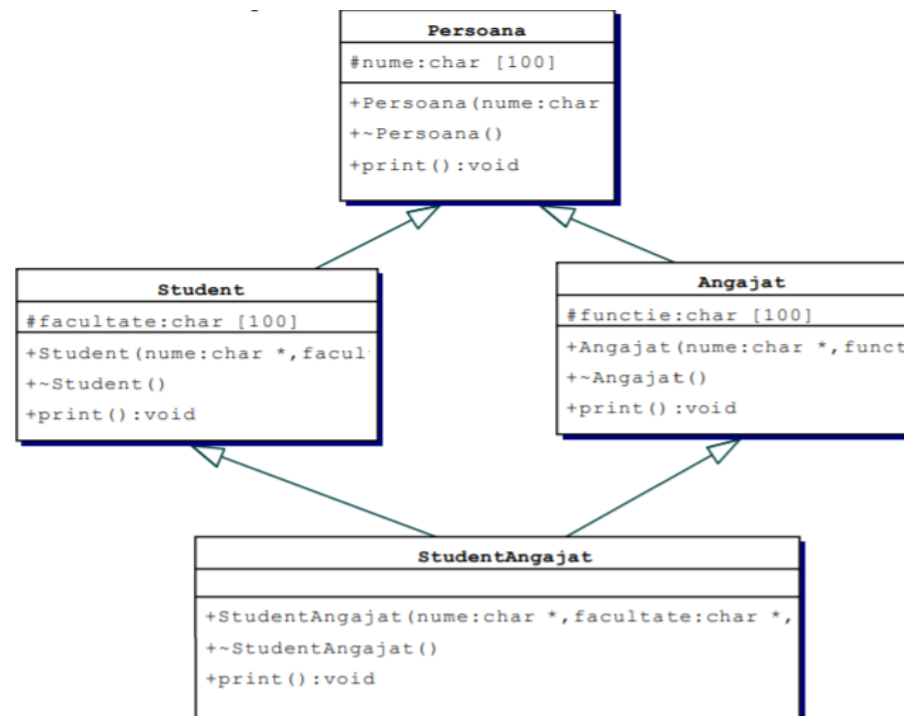 Persoana
#nume:char [100]
+Persoana(nume:char
+~Persoana()
+print():void
Student
#facultate:char [100]
+Student(nume:char *,facul
+~Student()
+print():void
Angajat
#functie:char [100]
+Angajat(nume:char *,funct
+~Angajat()
+print():void
StudentAngajat
+StudentAngajat(nume:char *,facultate:char *,
+~StudentAngajat()
+print():void